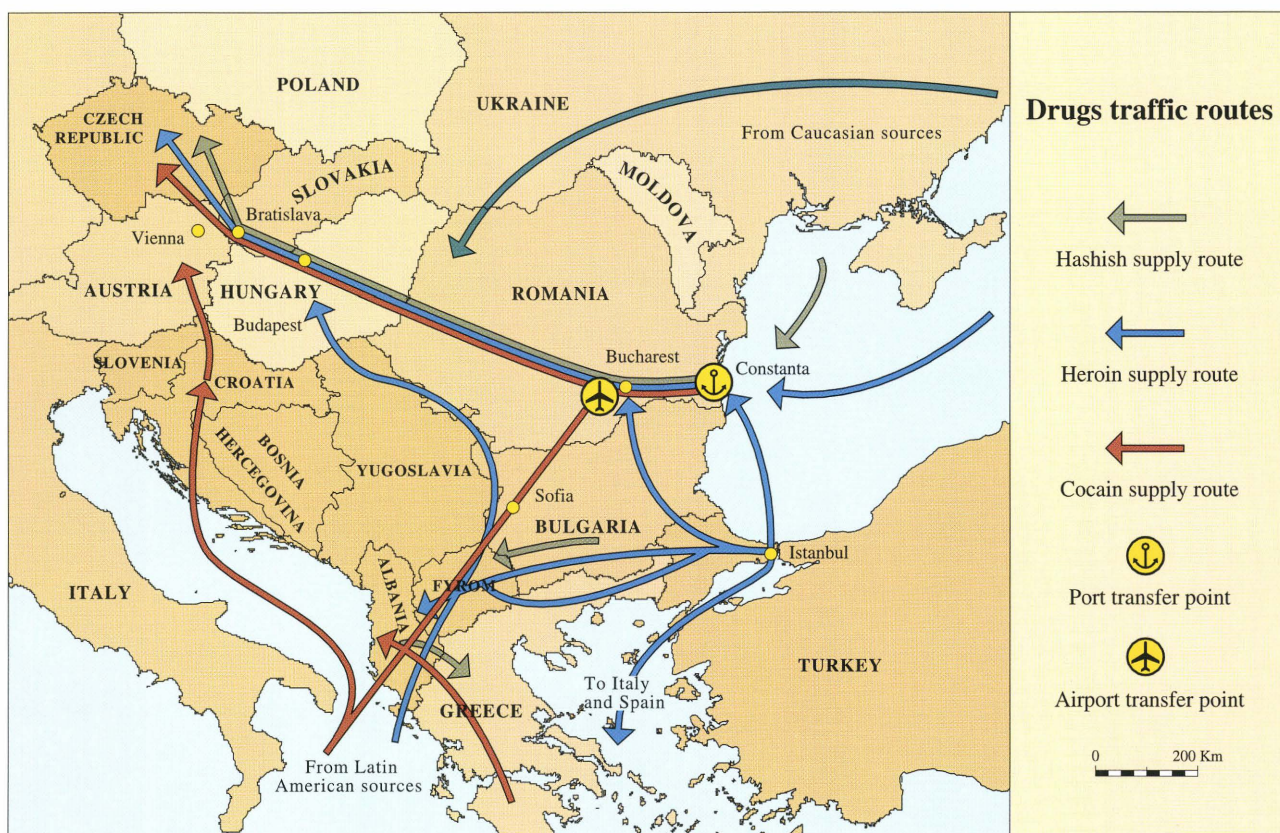 POLAND
CZECH
REPUBLIC
UKRAINE
From Caucasian sources
SLOVAKIA
MOLDOVA
Bratislava
Vienna
AUSTRIA
HUNGARY
Budapest
ROMANIA
Bucharest
Constanta
SLOVENIA
CROATIA
BOSNIA
HERCEGOVINA
YUGOSLAVIA
Sofia
BULGARIA
Istanbul
ITALY
ALBANIA
FYROM
TURKEY
To Italy
and Spain
GREECE
From Latin
American sources
Drugs traffic routes
Hashish supply route
Heroin supply route
Cocain supply route
Port transfer point
Airport transfer point
0 200 Km